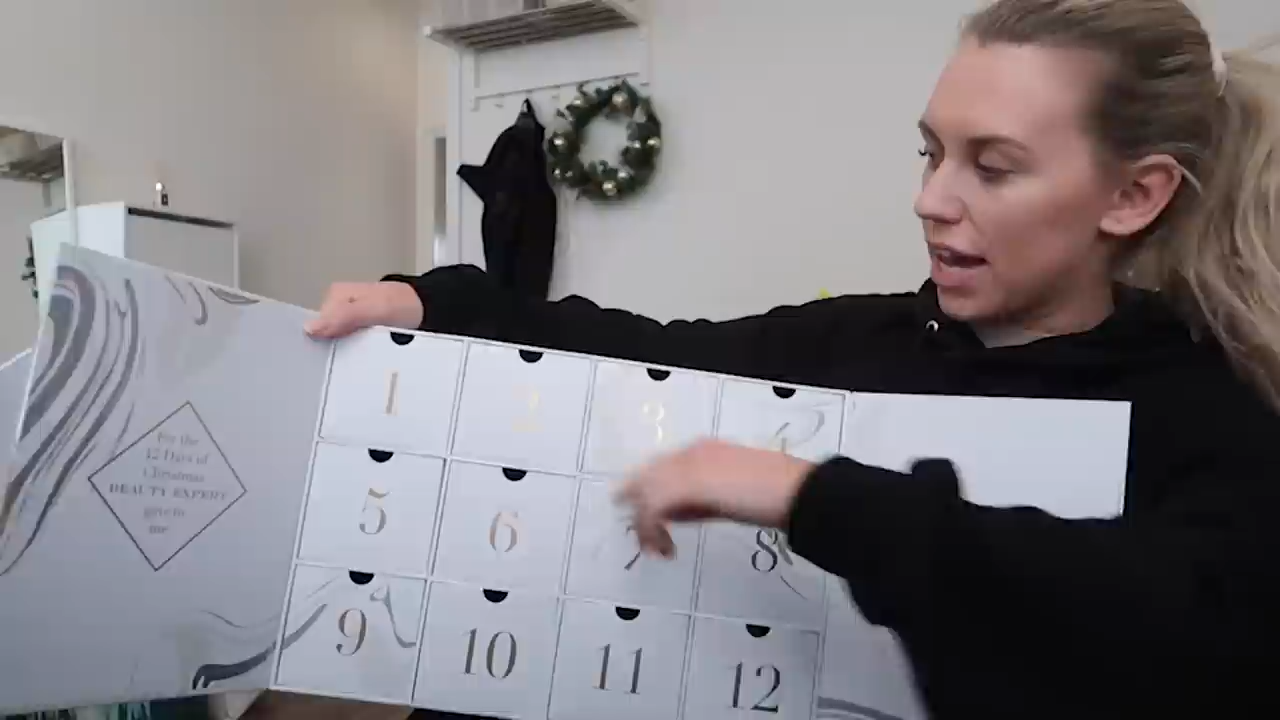 For the
12 Days of
Christmas
BEAUTY EXPERT
gave to
me
1 2 3 4
5 6 7 8
9 10 11 12